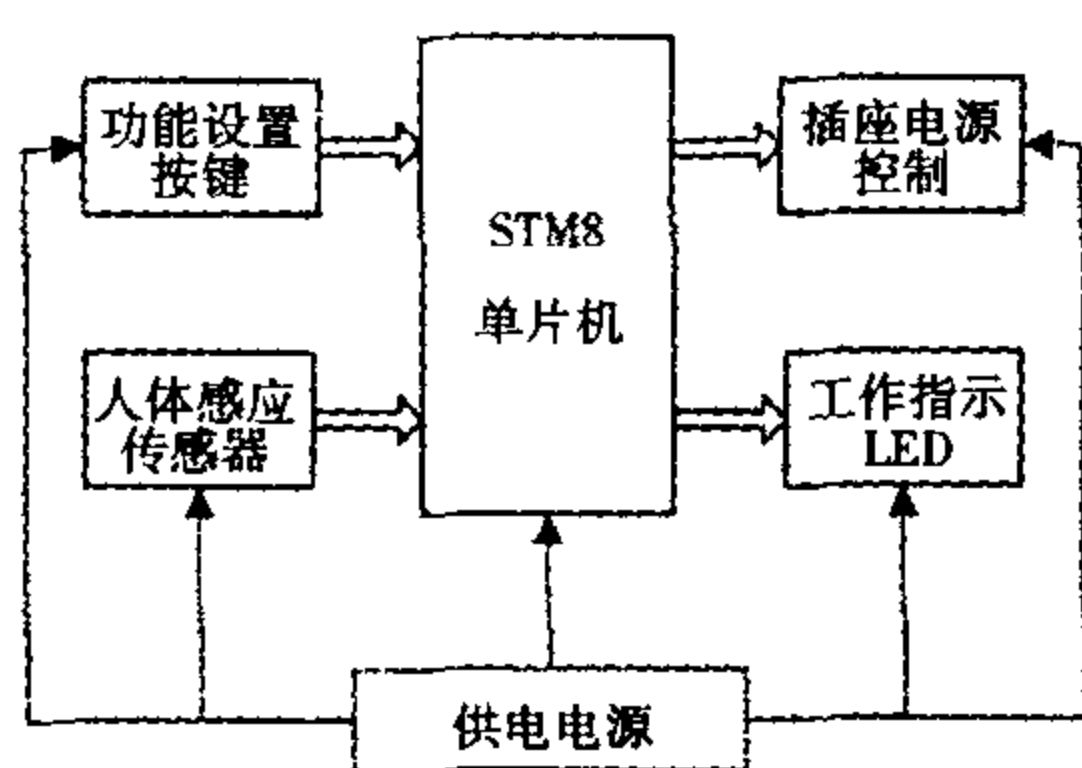 功能设置
按键
STM8
单片机
插座电源
控制
人体感应
传感器
工作指示
LED
供电电源